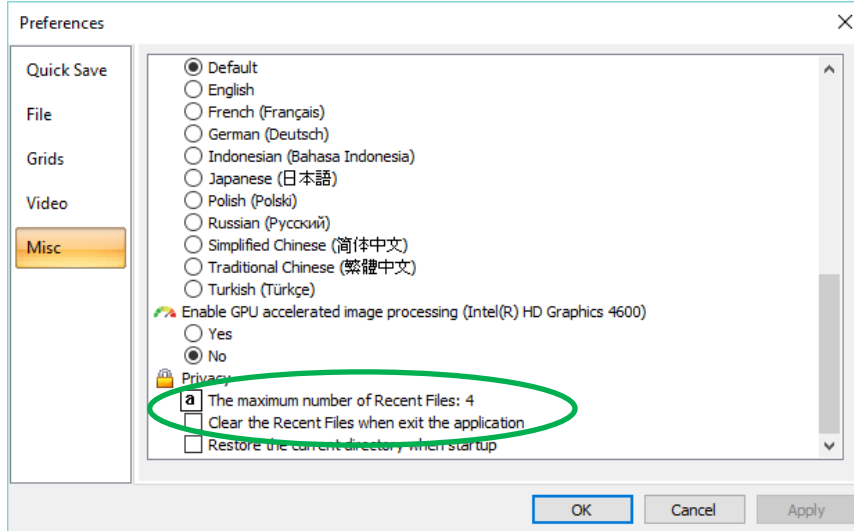 Preferences
Quick Save
File
Grids
Video
Misc
Default
English
French (Français)
German (Deutsch)
Indonesian (Bahasa Indonesia)
Japanese (日本語)
Polish (Polski)
Russian (Русский)
Simplified Chinese (简体中文)
Traditional Chinese (繁體中文)
Turkish (Türkçe)
Enable GPU accelerated image processing (Intel(R) HD Graphics 4600)
Yes
No
Privacy
a The maximum number of Recent Files: 4
Clear the Recent Files when exit the application
Restore the current directory when startup
OK Cancel Apply